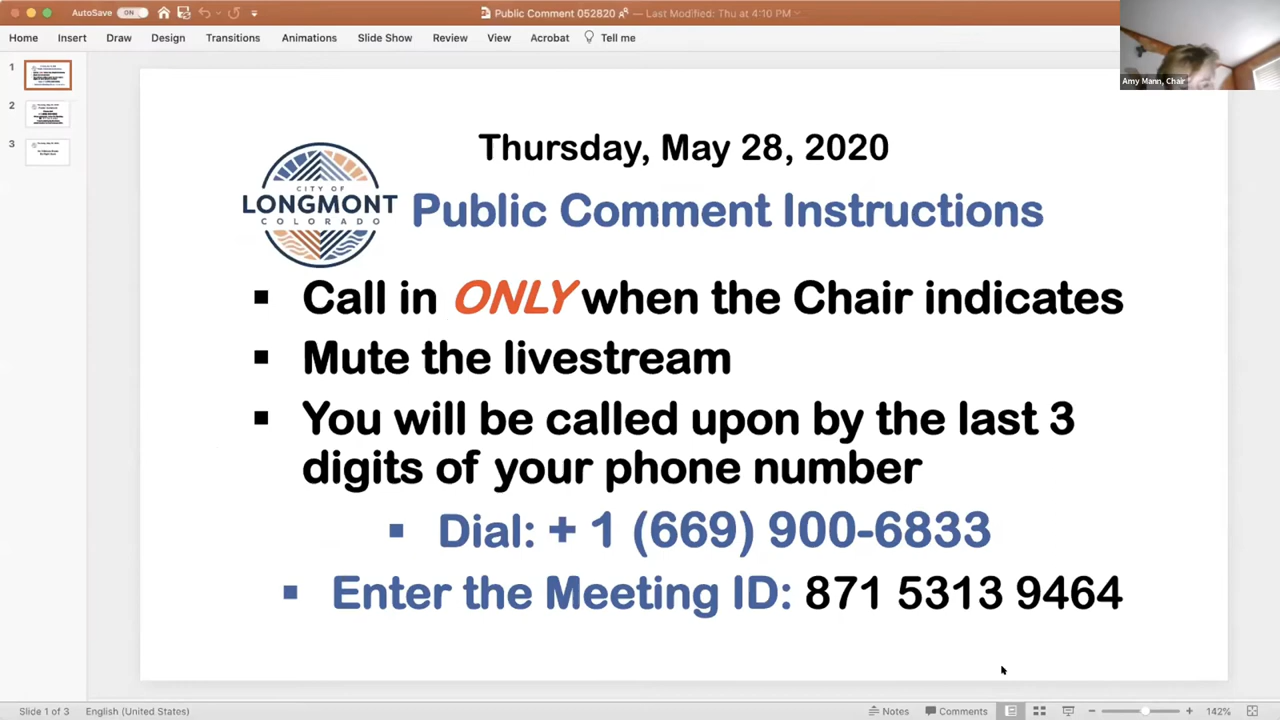 AutoSave ON
Public Comment 052820 — Last Modified: Thu at 4:10 PM
Home Insert Draw Design Transitions Animations Slide Show Review View Acrobat Tell me
Amy Mann, Chair
1
2
3
Thursday, May 28, 2020
CITY OF
LONGMONT
COLORADO
Public Comment Instructions
▪ Call in ONLY when the Chair indicates
▪ Mute the livestream
▪ You will be called upon by the last 3
digits of your phone number
▪ Dial: + 1 (669) 900-6833
▪ Enter the Meeting ID: 871 5313 9464
Slide 1 of 3 English (United States) Notes Comments 142%